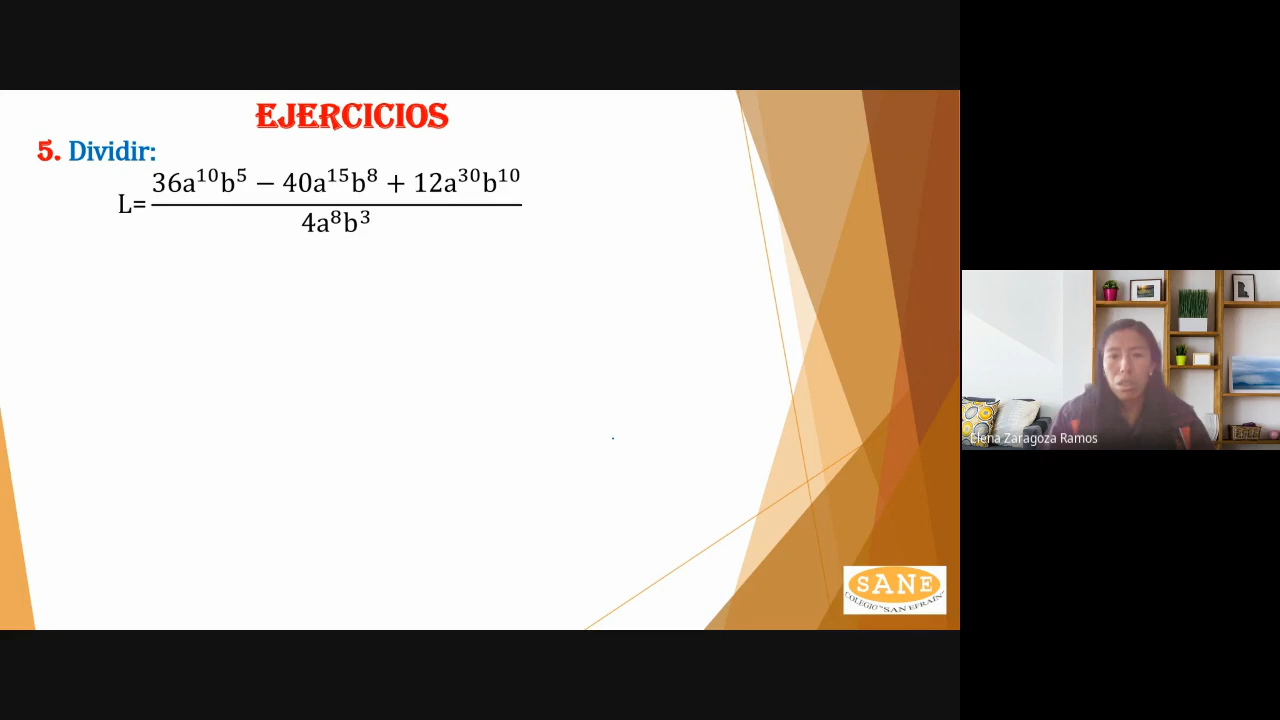 EJERCICIOS
5. Dividir:
L= (36a¹⁰b⁵ − 40a¹⁵b⁸ + 12a³⁰b¹⁰) / (4a⁸b³)
Elena Zaragoza Ramos
SANE
COLEGIO "SAN EFRAIN"